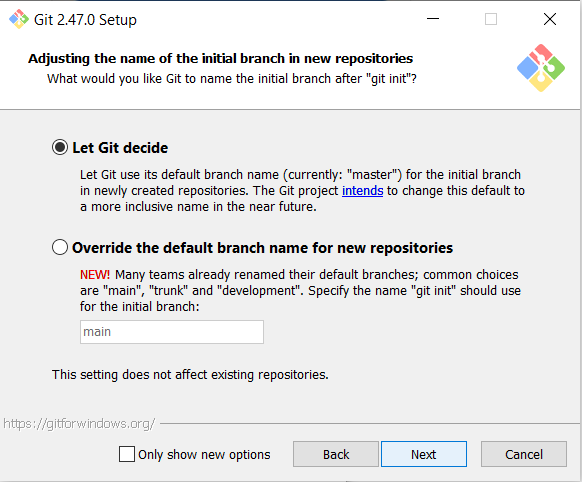 Git 2.47.0 Setup
Adjusting the name of the initial branch in new repositories
What would you like Git to name the initial branch after "git init"?
Let Git decide
Let Git use its default branch name (currently: "master") for the initial branch
in newly created repositories. The Git project intends to change this default to
a more inclusive name in the near future.
Override the default branch name for new repositories
NEW! Many teams already renamed their default branches; common choices
are "main", "trunk" and "development". Specify the name "git init" should use
for the initial branch:
main
This setting does not affect existing repositories.
https://gitforwindows.org/
Only show new options
Back
Next
Cancel